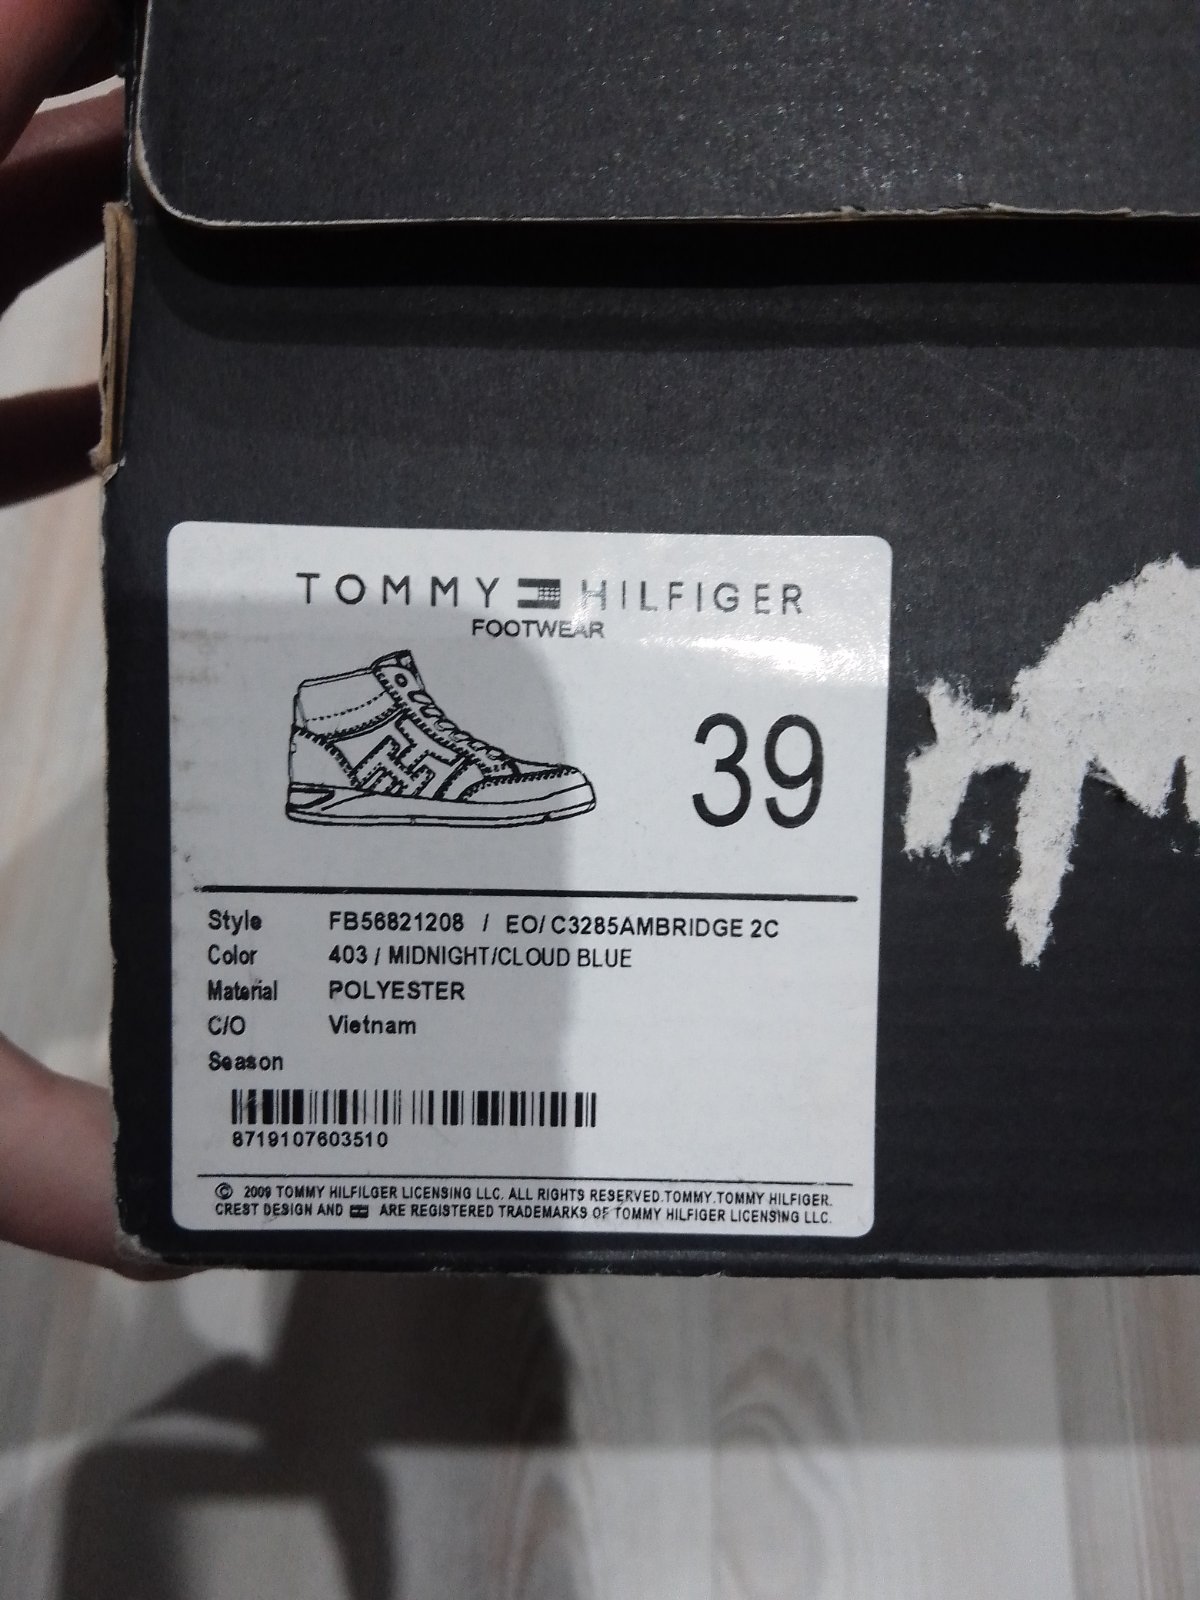 TOMMY HILFIGER
FOOTWEAR
39
Style FB56821208 / EO/ C3285AMBRIDGE 2C
Color 403 / MIDNIGHT/CLOUD BLUE
Material POLYESTER
C/O Vietnam
Season
8719107603510
© 2009 TOMMY HILFILGER LICENSING LLC. ALL RIGHTS RESERVED.TOMMY.TOMMY HILFIGER.
CREST DESIGN AND ARE REGISTERED TRADEMARKS OF TOMMY HILFIGER LICENSING LLC.